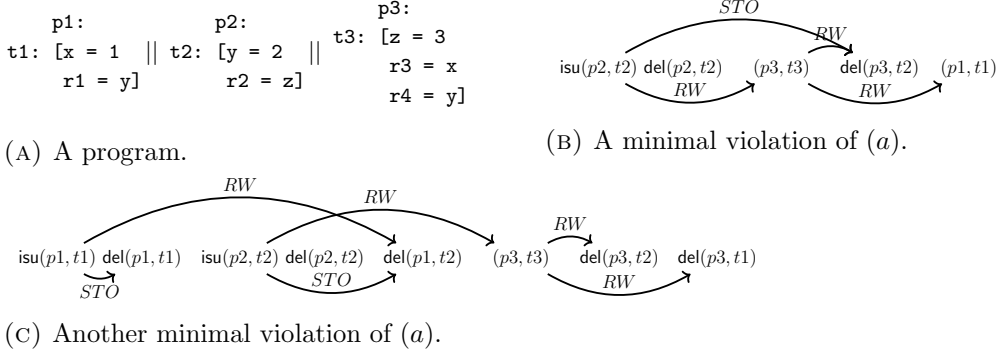 p1: p2: p3:
t1: [x = 1 || t2: [y = 2 || t3: [z = 3
r1 = y] r2 = z] r3 = x
r4 = y]
(A) A program.
STO
RW
isu(p2, t2) del(p2, t2) (p3, t3) del(p3, t2) (p1, t1)
RW RW
(B) A minimal violation of (a).
RW RW RW
isu(p1, t1) del(p1, t1) isu(p2, t2) del(p2, t2) del(p1, t2) (p3, t3) del(p3, t2) del(p3, t1)
STO STO RW
(C) Another minimal violation of (a).